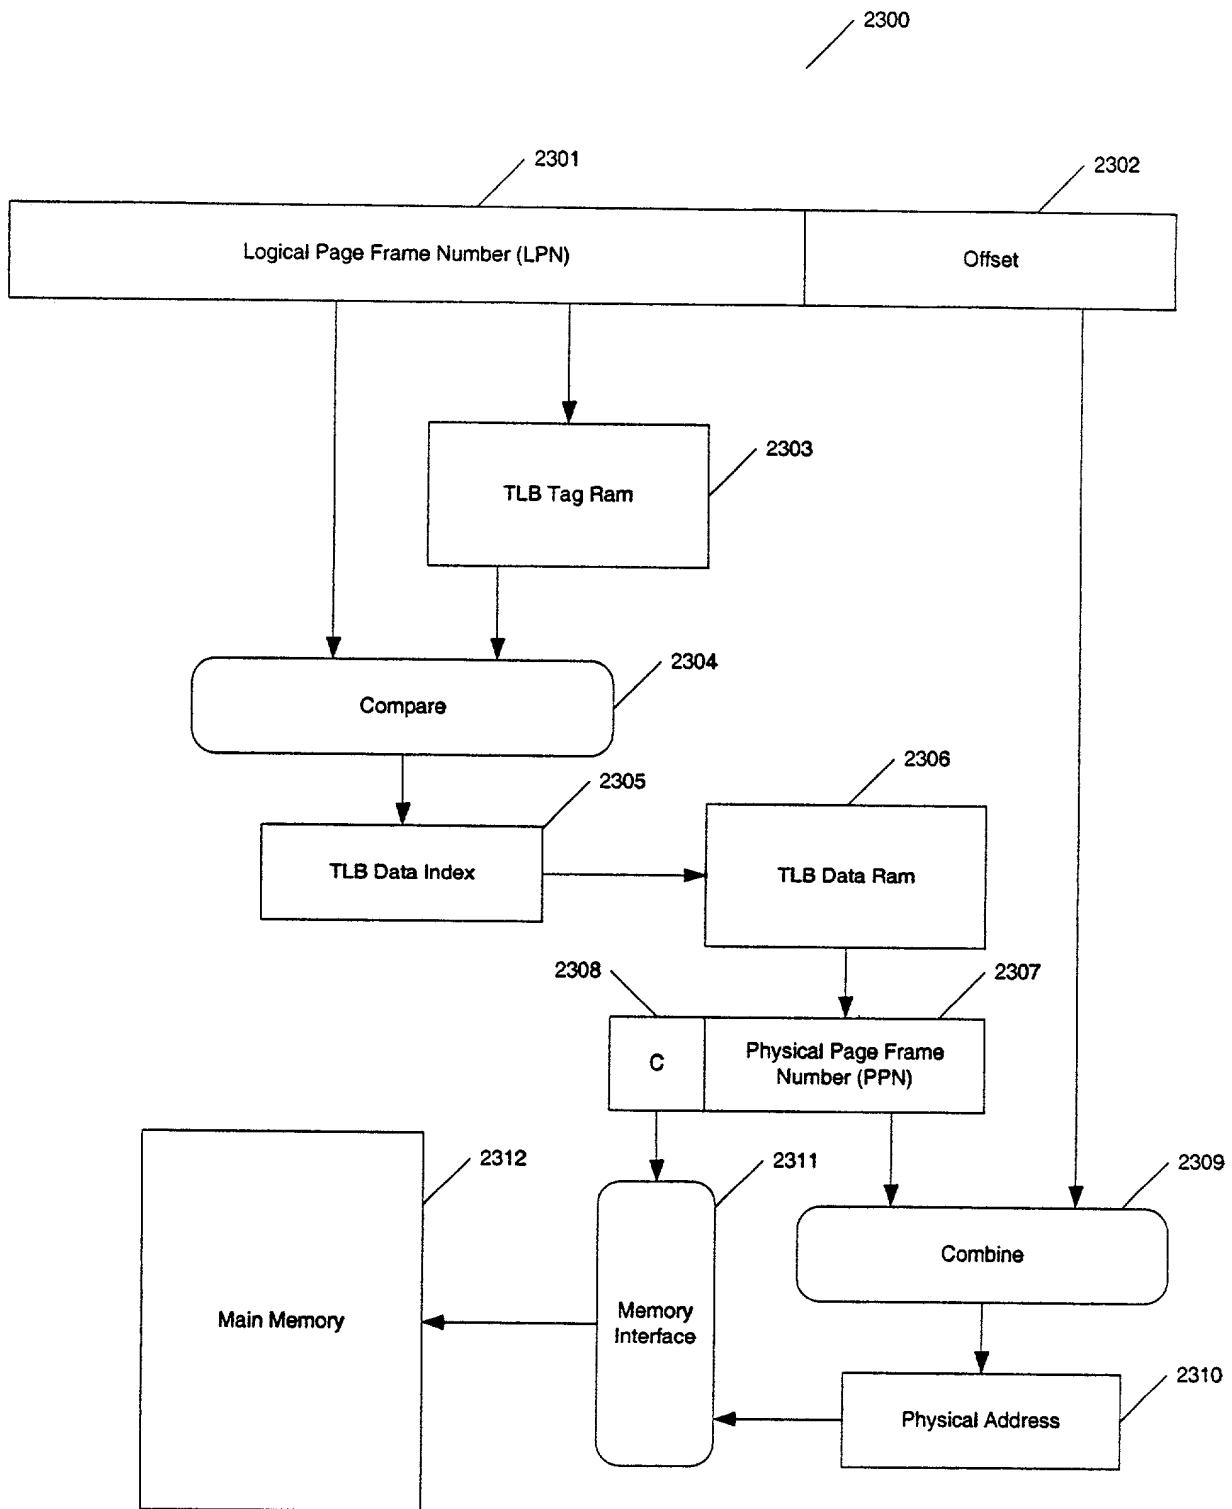 2300
2301
2302
Logical Page Frame Number (LPN)
Offset
2303
TLB Tag Ram
2304
Compare
2305
2306
TLB Data Index
TLB Data Ram
2308
2307
C
Physical Page Frame
Number (PPN)
2312
2311
2309
Combine
Main Memory
Memory
Interface
2310
Physical Address